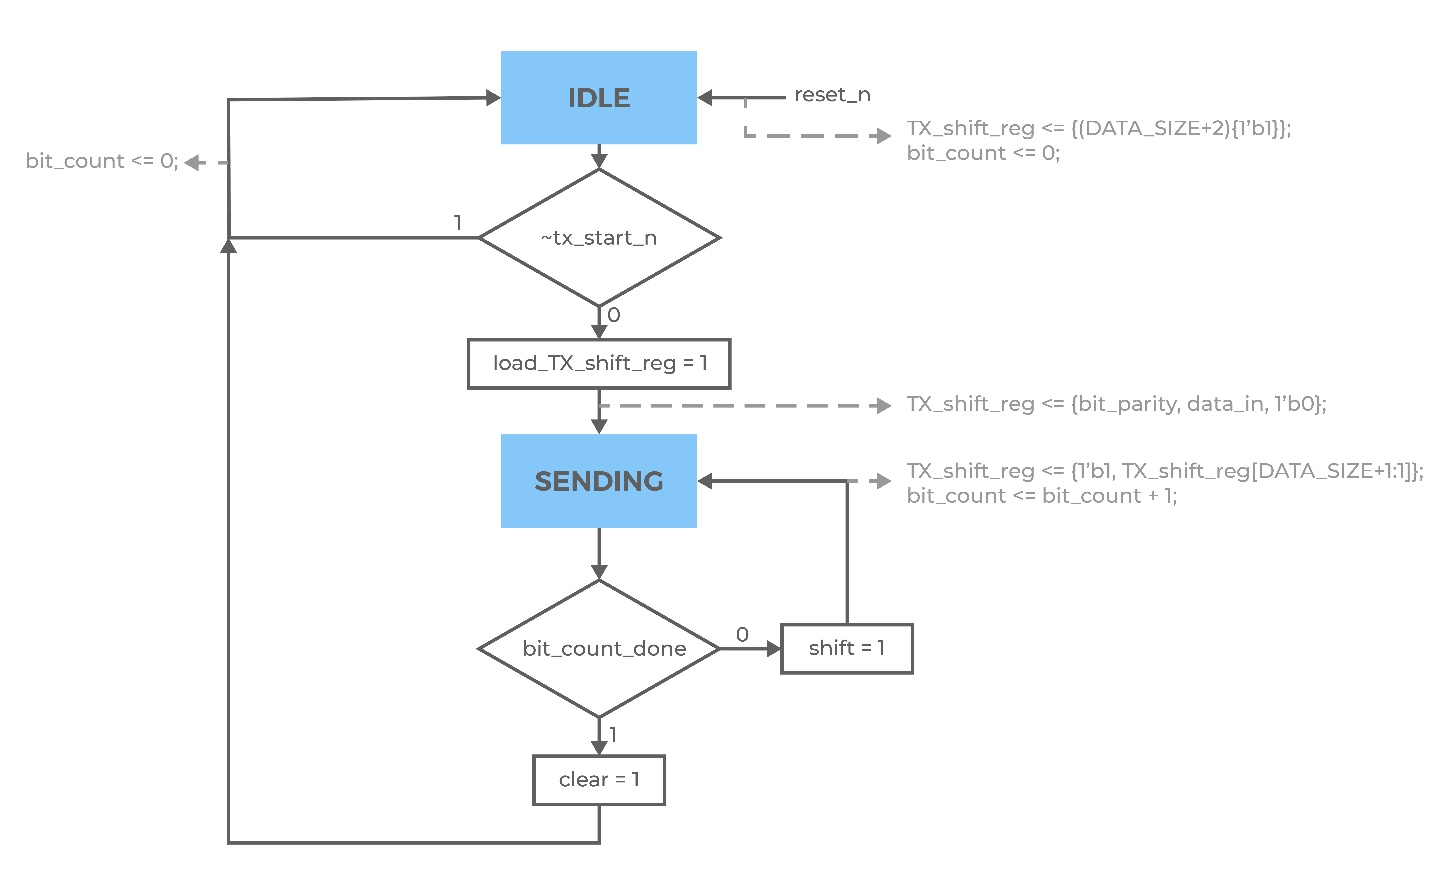 IDLE
reset_n
TX_shift_reg <= {(DATA_SIZE+2){1'b1}};
bit_count <= 0;
bit_count <= 0;
1
~tx_start_n
0
load_TX_shift_reg = 1
TX_shift_reg <= {bit_parity, data_in, 1'b0};
SENDING
TX_shift_reg <= {1'b1, TX_shift_reg[DATA_SIZE+1:1]};
bit_count <= bit_count + 1;
bit_count_done
0
shift = 1
1
clear = 1